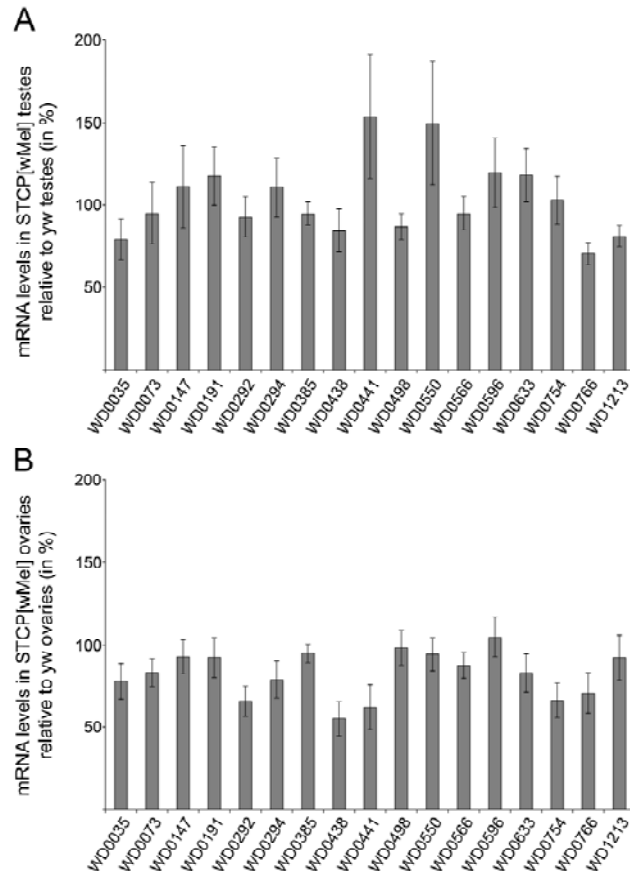 A
mRNA levels in STCP[wMel] testes
relative to yw testes (in %)
200
150
100
50
WD0035
WD0073
WD0147
WD0191
WD0292
WD0294
WD0385
WD0438
WD0441
WD0498
WD0550
WD0566
WD0596
WD0633
WD0754
WD0766
WD1213
B
mRNA levels in STCP[wMel] ovaries
relative to yw ovaries (in %)
200
150
100
50
WD0035
WD0073
WD0147
WD0191
WD0292
WD0294
WD0385
WD0438
WD0441
WD0498
WD0550
WD0566
WD0596
WD0633
WD0754
WD0766
WD1213